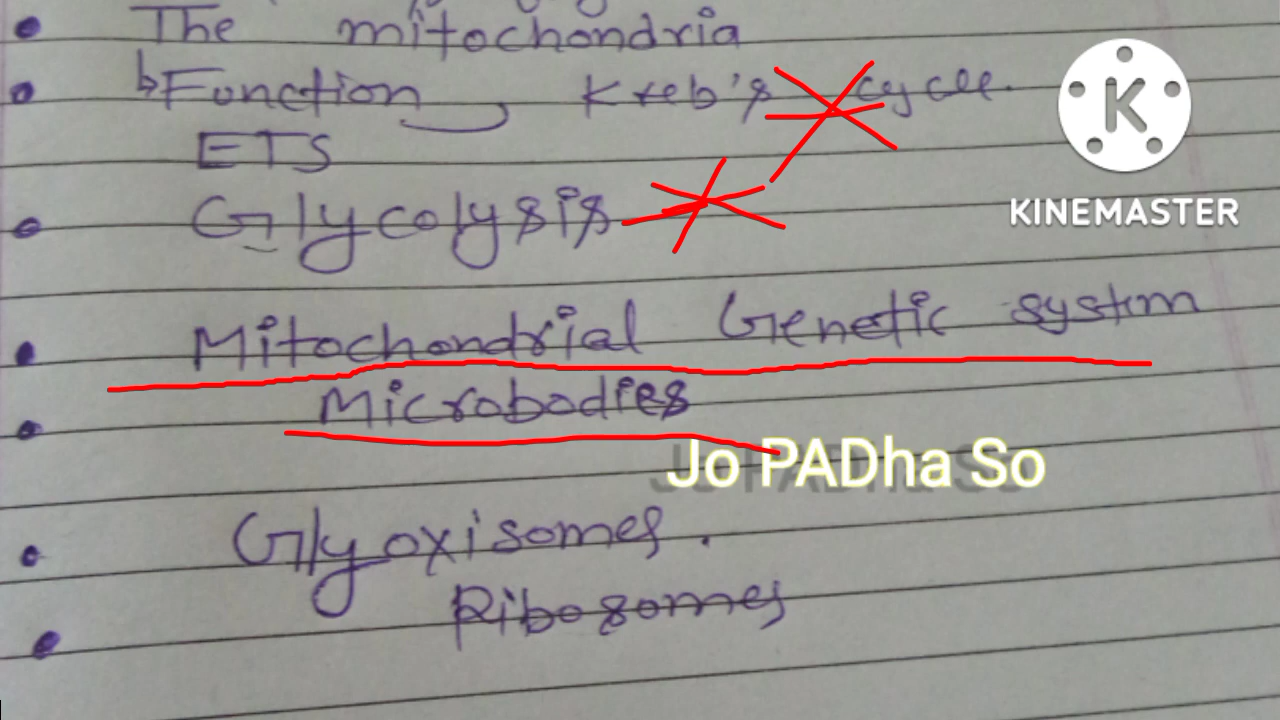 The mitochondria
Function Kreb's cycle.
ETS
Glycolysis
Mitochondrial Genetic system
Microbodies
Glyoxisomes.
Ribosomes
KINEMASTER
Jo PADha So